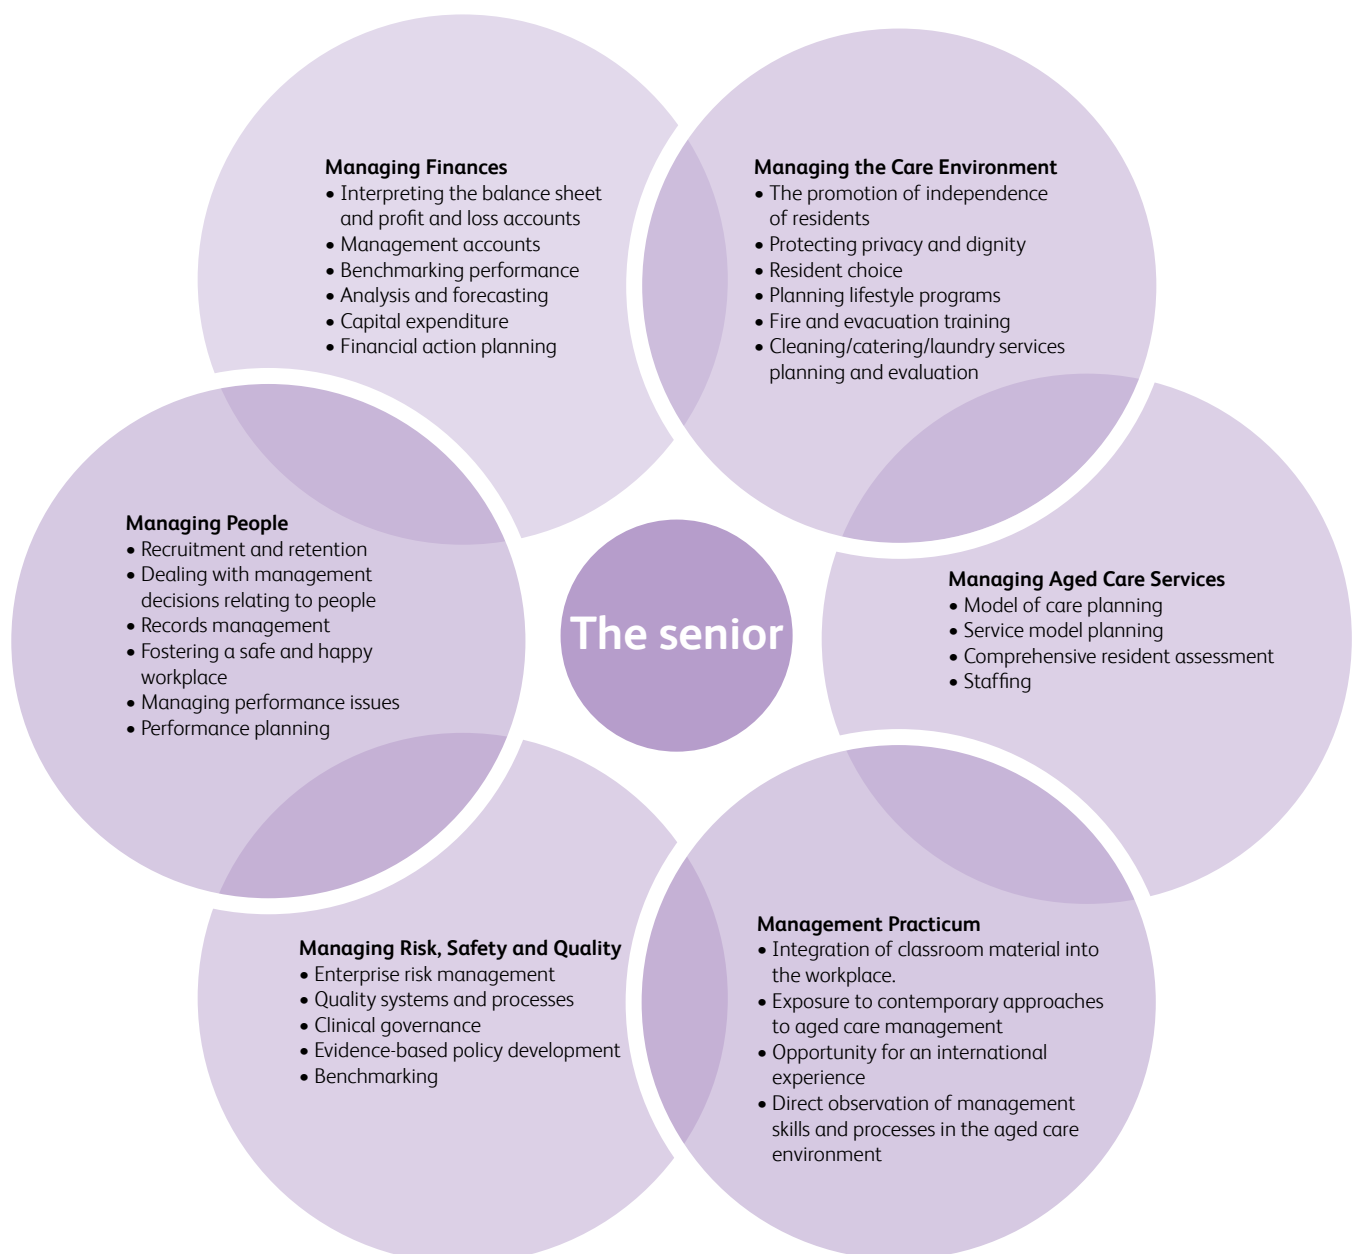 Managing Finances
• Interpreting the balance sheet
and profit and loss accounts
• Management accounts
• Benchmarking performance
• Analysis and forecasting
• Capital expenditure
• Financial action planning
Managing the Care Environment
• The promotion of independence
of residents
• Protecting privacy and dignity
• Resident choice
• Planning lifestyle programs
• Fire and evacuation training
• Cleaning/catering/laundry services
planning and evaluation
Managing People
• Recruitment and retention
• Dealing with management
decisions relating to people
• Records management
• Fostering a safe and happy
workplace
• Managing performance issues
• Performance planning
The senior
Managing Aged Care Services
• Model of care planning
• Service model planning
• Comprehensive resident assessment
• Staffing
Managing Risk, Safety and Quality
• Enterprise risk management
• Quality systems and processes
• Clinical governance
• Evidence-based policy development
• Benchmarking
Management Practicum
• Integration of classroom material into
the workplace.
• Exposure to contemporary approaches
to aged care management
• Opportunity for an international
experience
• Direct observation of management
skills and processes in the aged care
environment